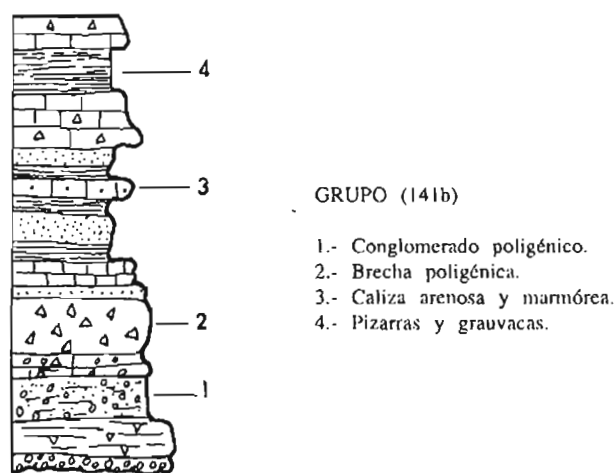 4
3
2
1
GRUPO (141b)
1.- Conglomerado poligénico.
2.- Brecha poligénica.
3.- Caliza arenosa y marmórea.
4.- Pizarras y grauvacas.